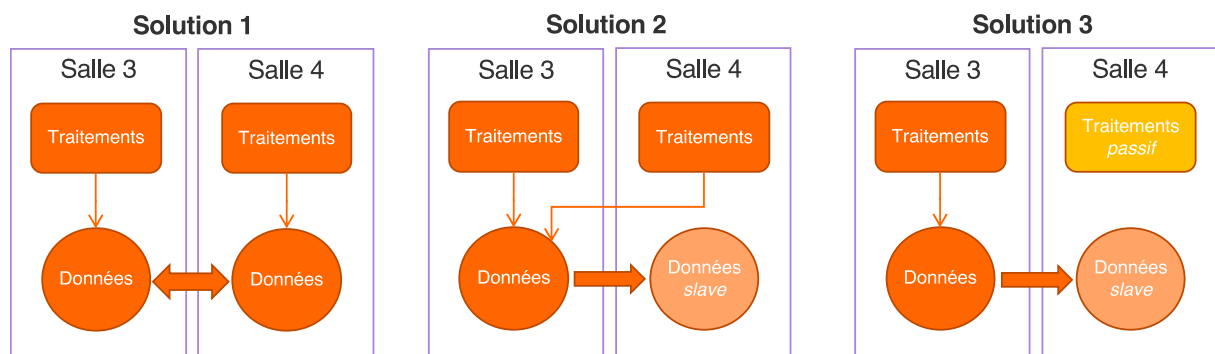 Solution 1
Salle 3
Salle 4
Traitements
Traitements
Données
Données
Solution 2
Salle 3
Salle 4
Traitements
Traitements
Données
Données
slave
Solution 3
Salle 3
Salle 4
Traitements
Traitements
passif
Données
Données
slave